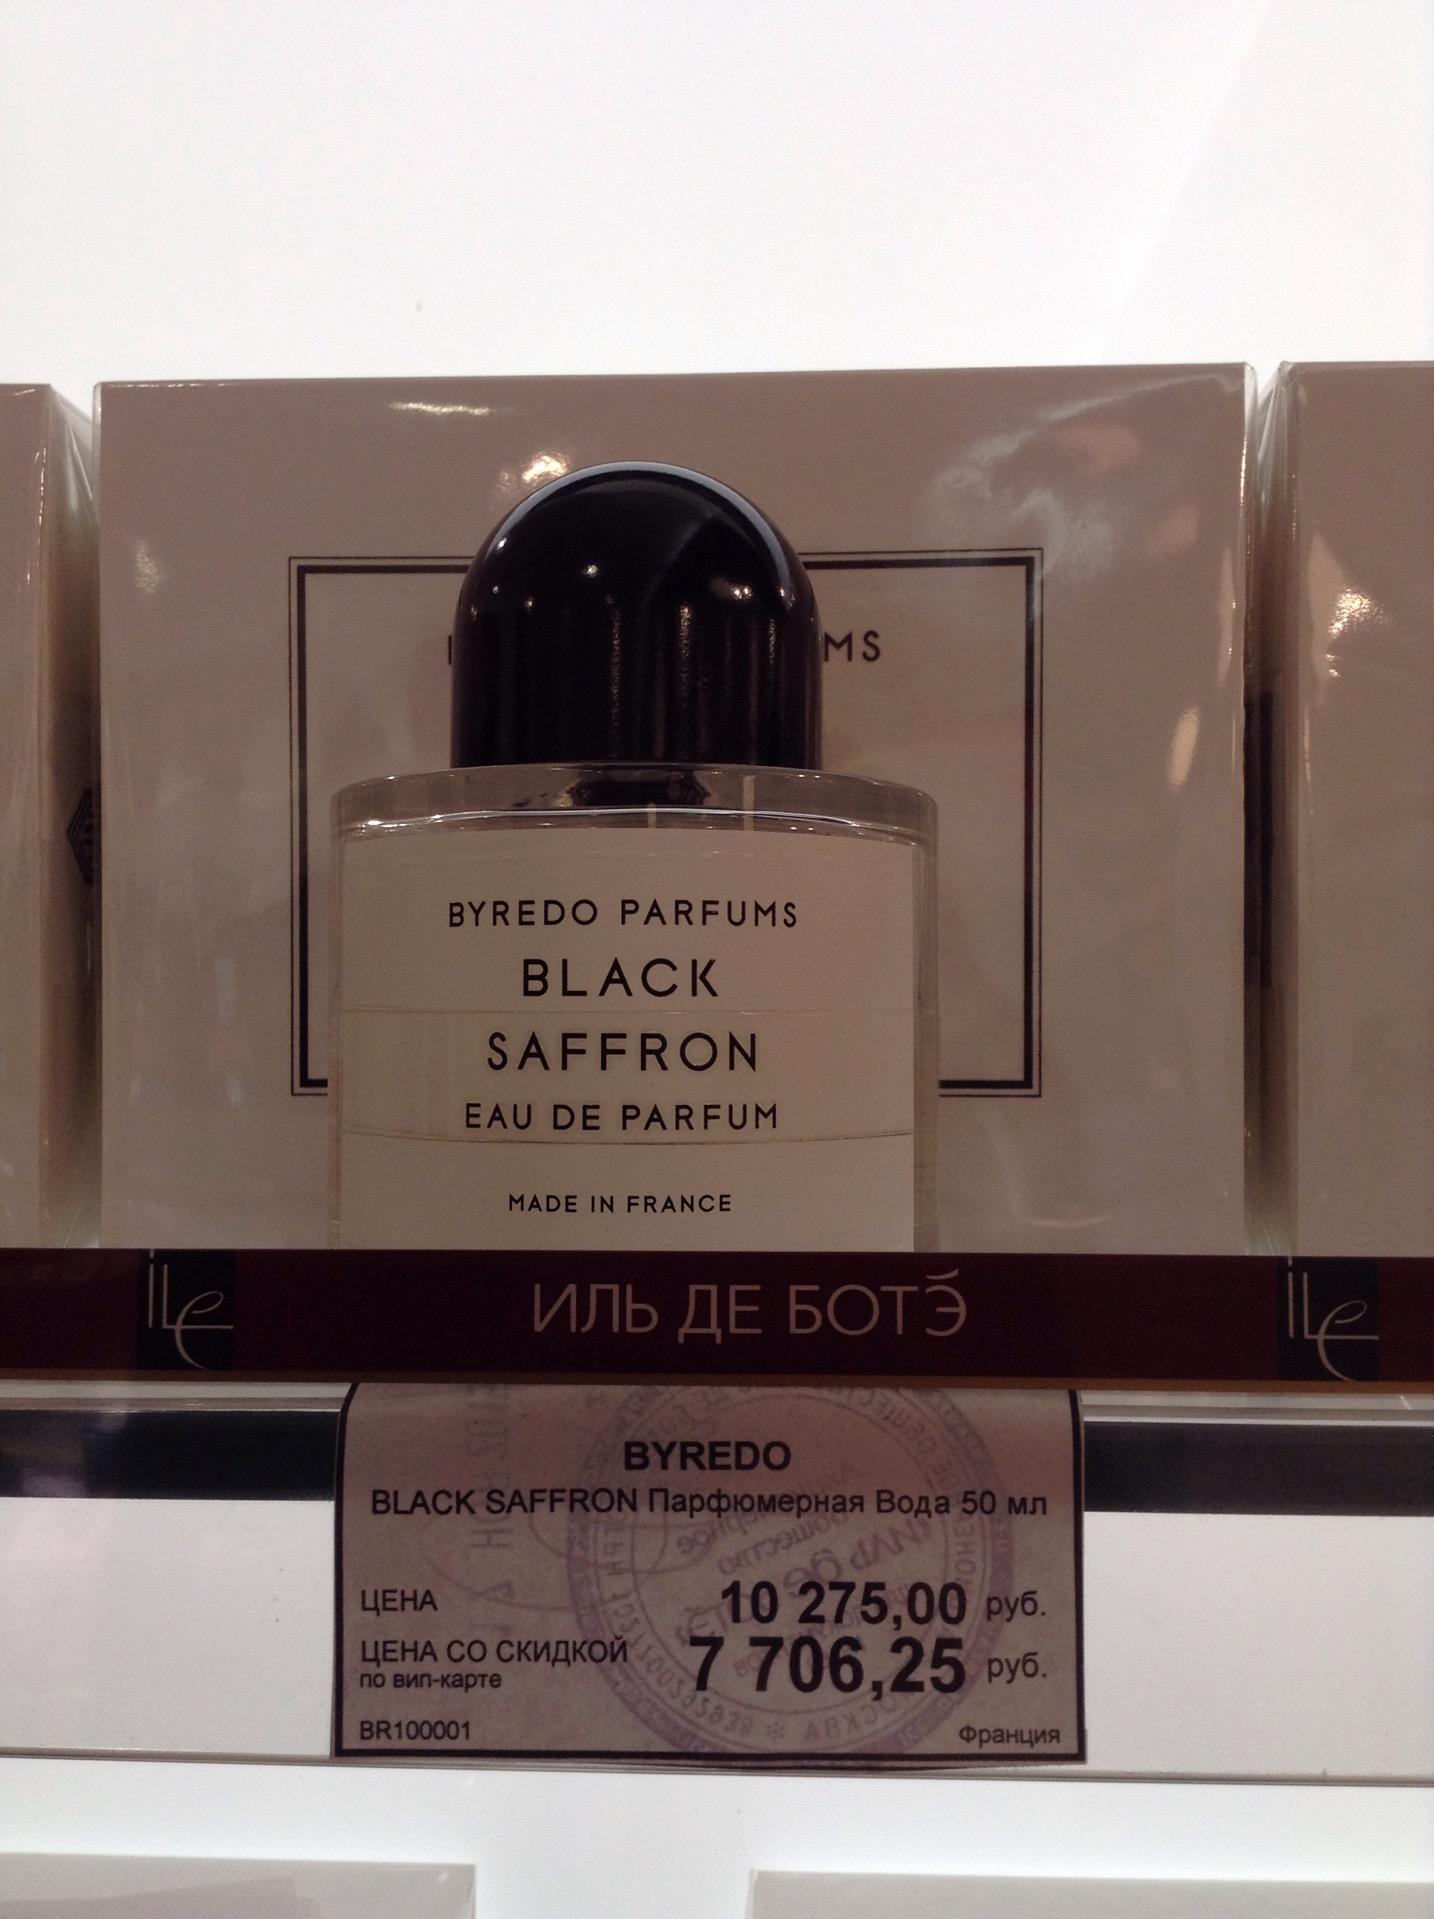 MS
BYREDO PARFUMS
BLACK
SAFFRON
EAU DE PARFUM
MADE IN FRANCE
iLe
ИЛЬ ДЕ БОТЭ
iLe
BYREDO
BLACK SAFFRON Парфюмерная Вода 50 мл
ЦЕНА 10 275,00 руб.
ЦЕНА СО СКИДКОЙ 7 706,25 руб.
по вип-карте
BR100001 Франция